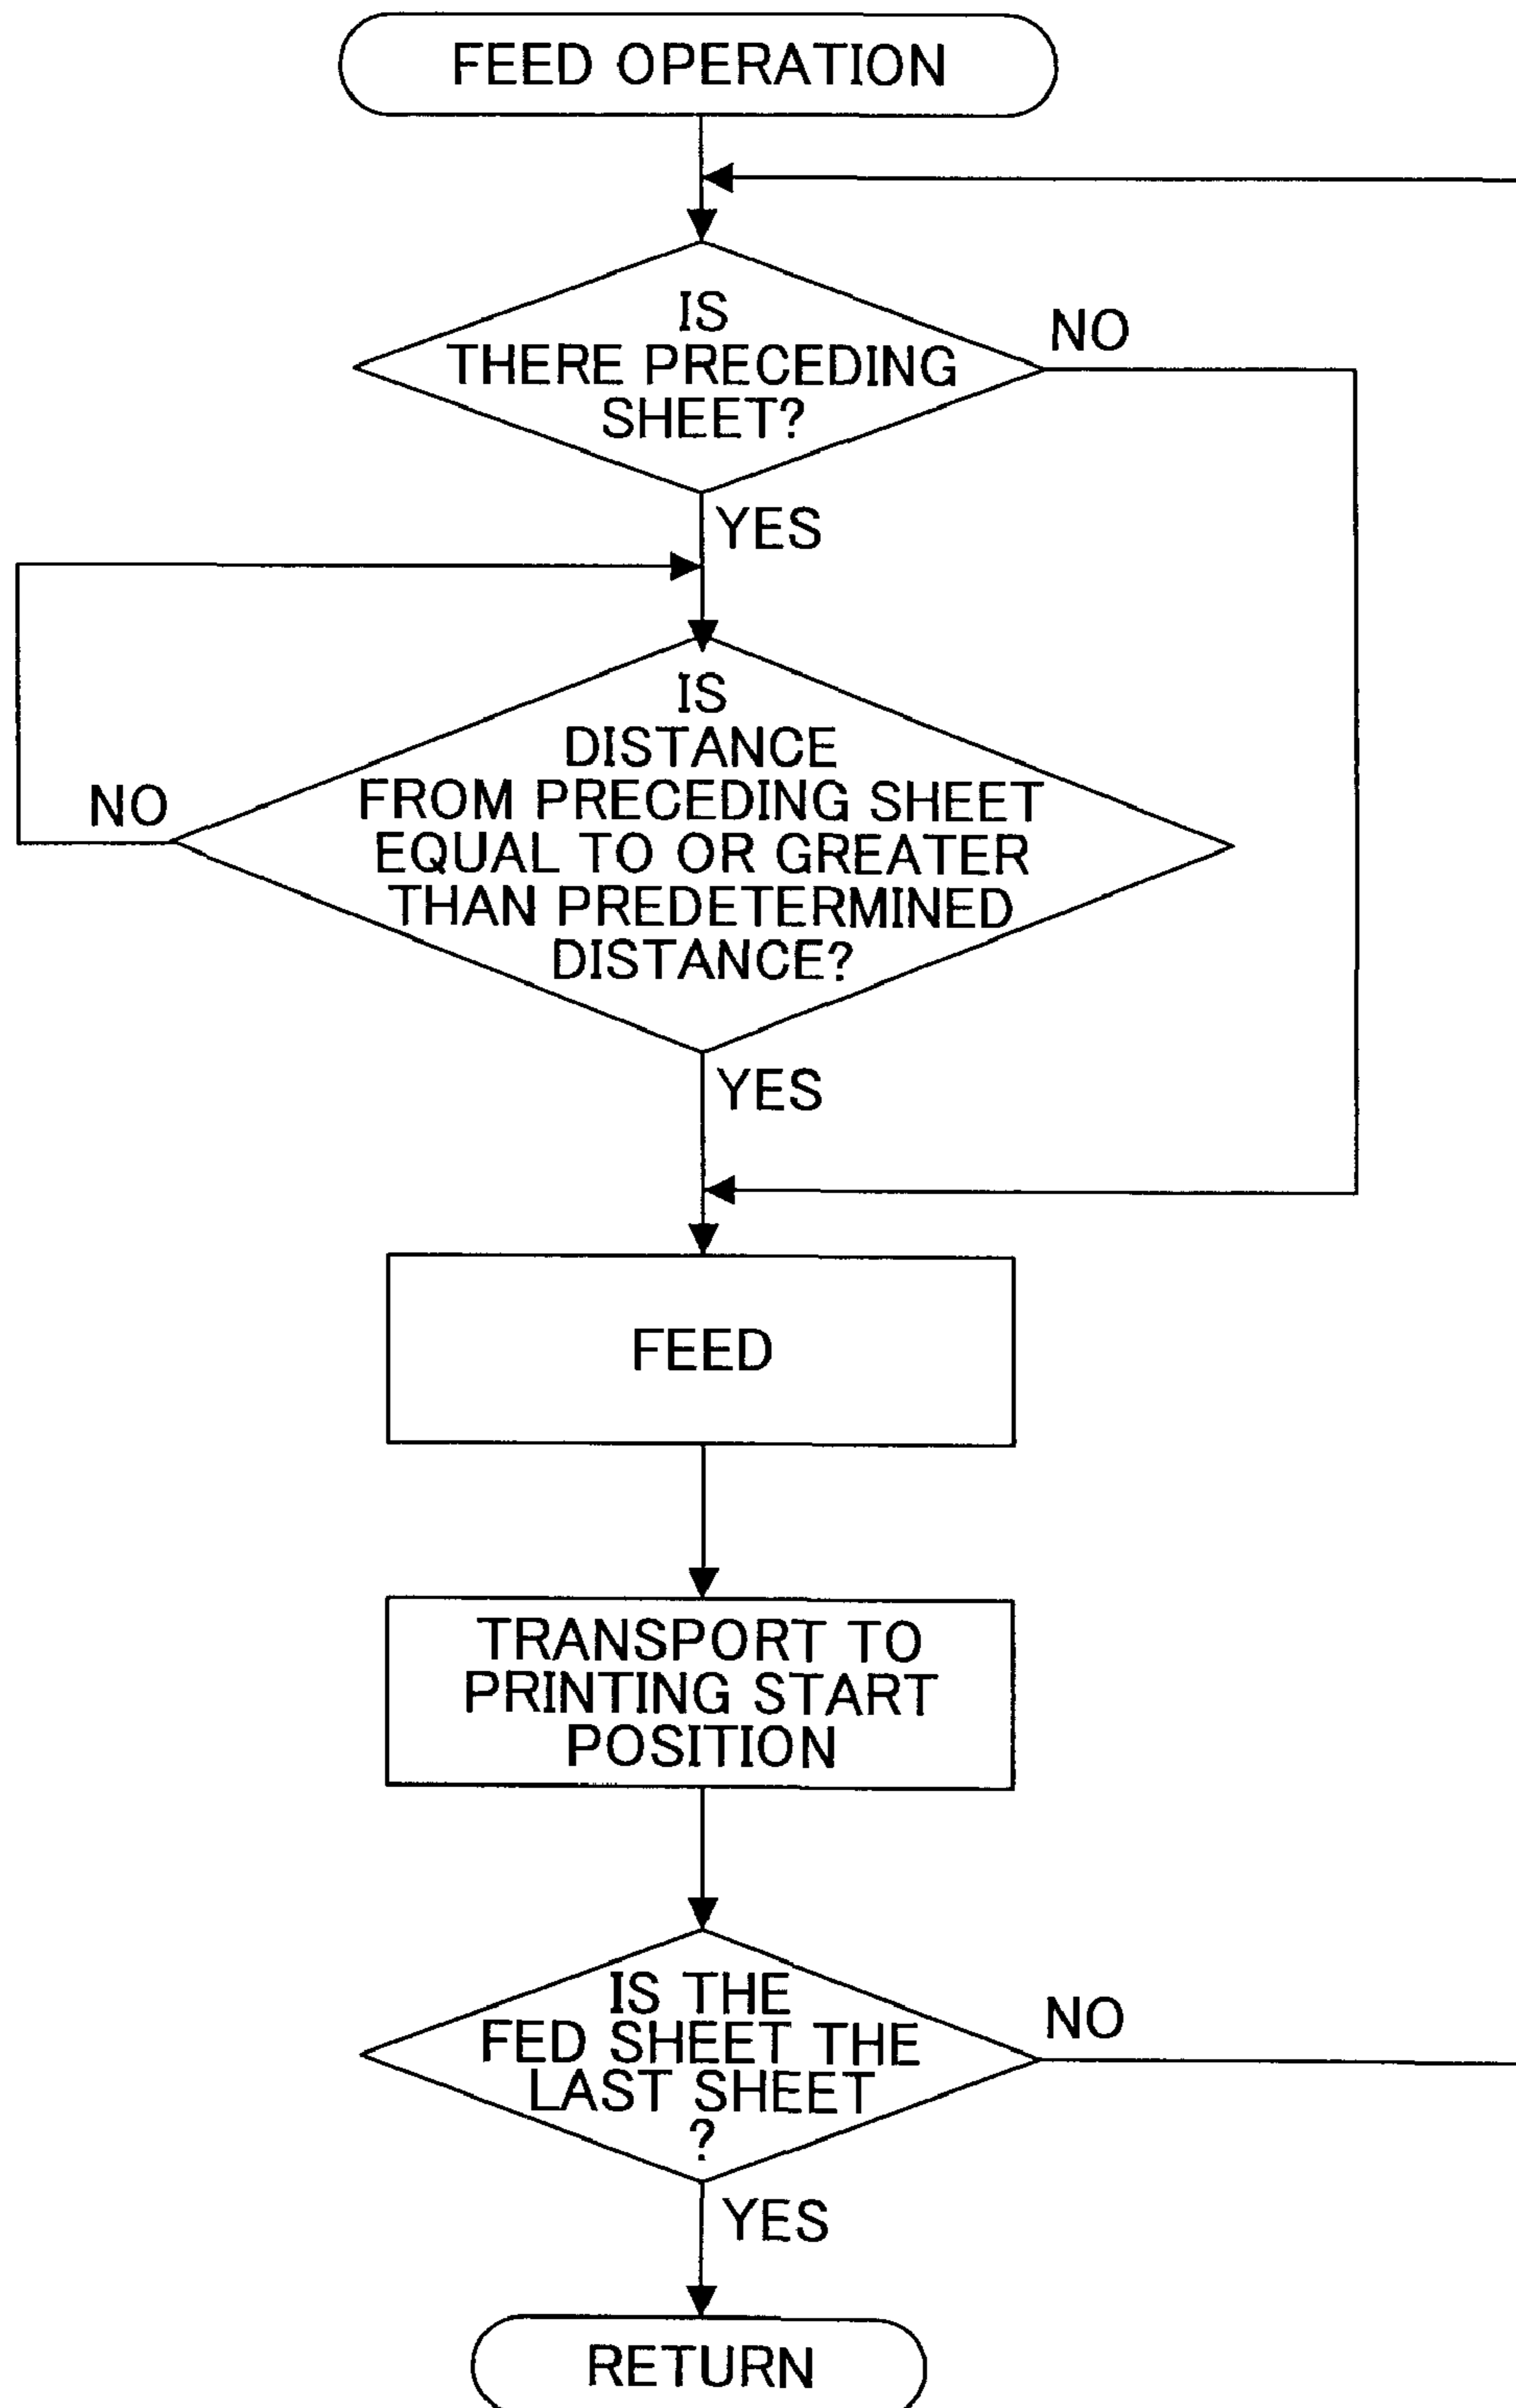 FEED OPERATION
IS
THERE PRECEDING
SHEET?
NO
YES
IS
DISTANCE
FROM PRECEDING SHEET
EQUAL TO OR GREATER
THAN PREDETERMINED
DISTANCE?
NO
YES
FEED
TRANSPORT TO
PRINTING START
POSITION
IS THE
FED SHEET THE
LAST SHEET
?
NO
YES
RETURN